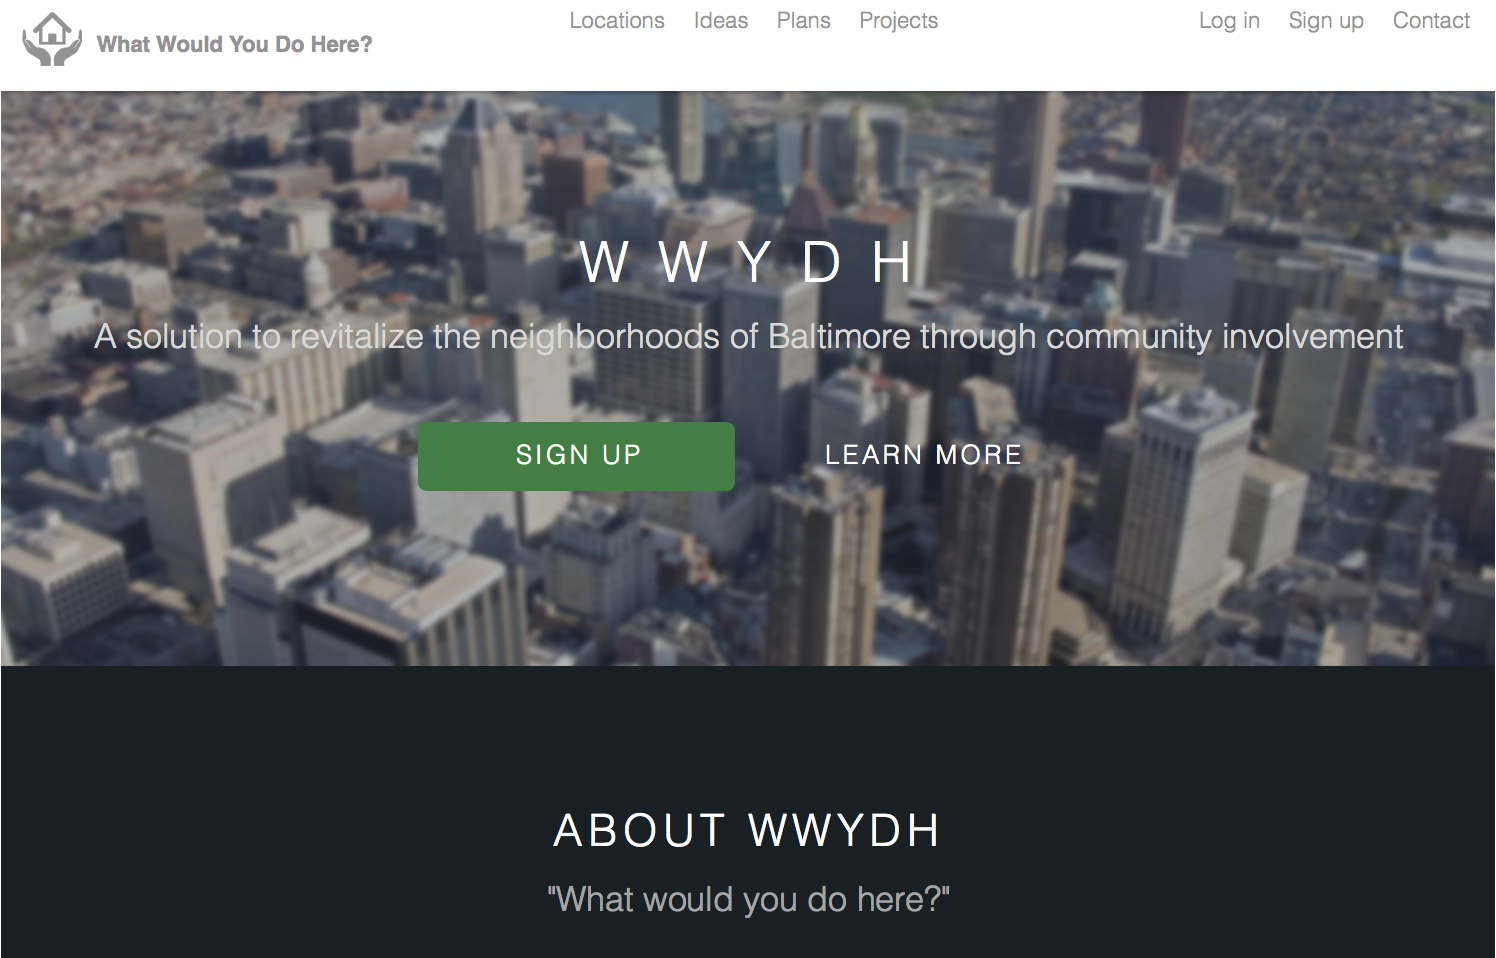 What Would You Do Here?
Locations Ideas Plans Projects
Log in Sign up Contact
W W Y D H
A solution to revitalize the neighborhoods of Baltimore through community involvement
SIGN UP
LEARN MORE
ABOUT WWYDH
"What would you do here?"